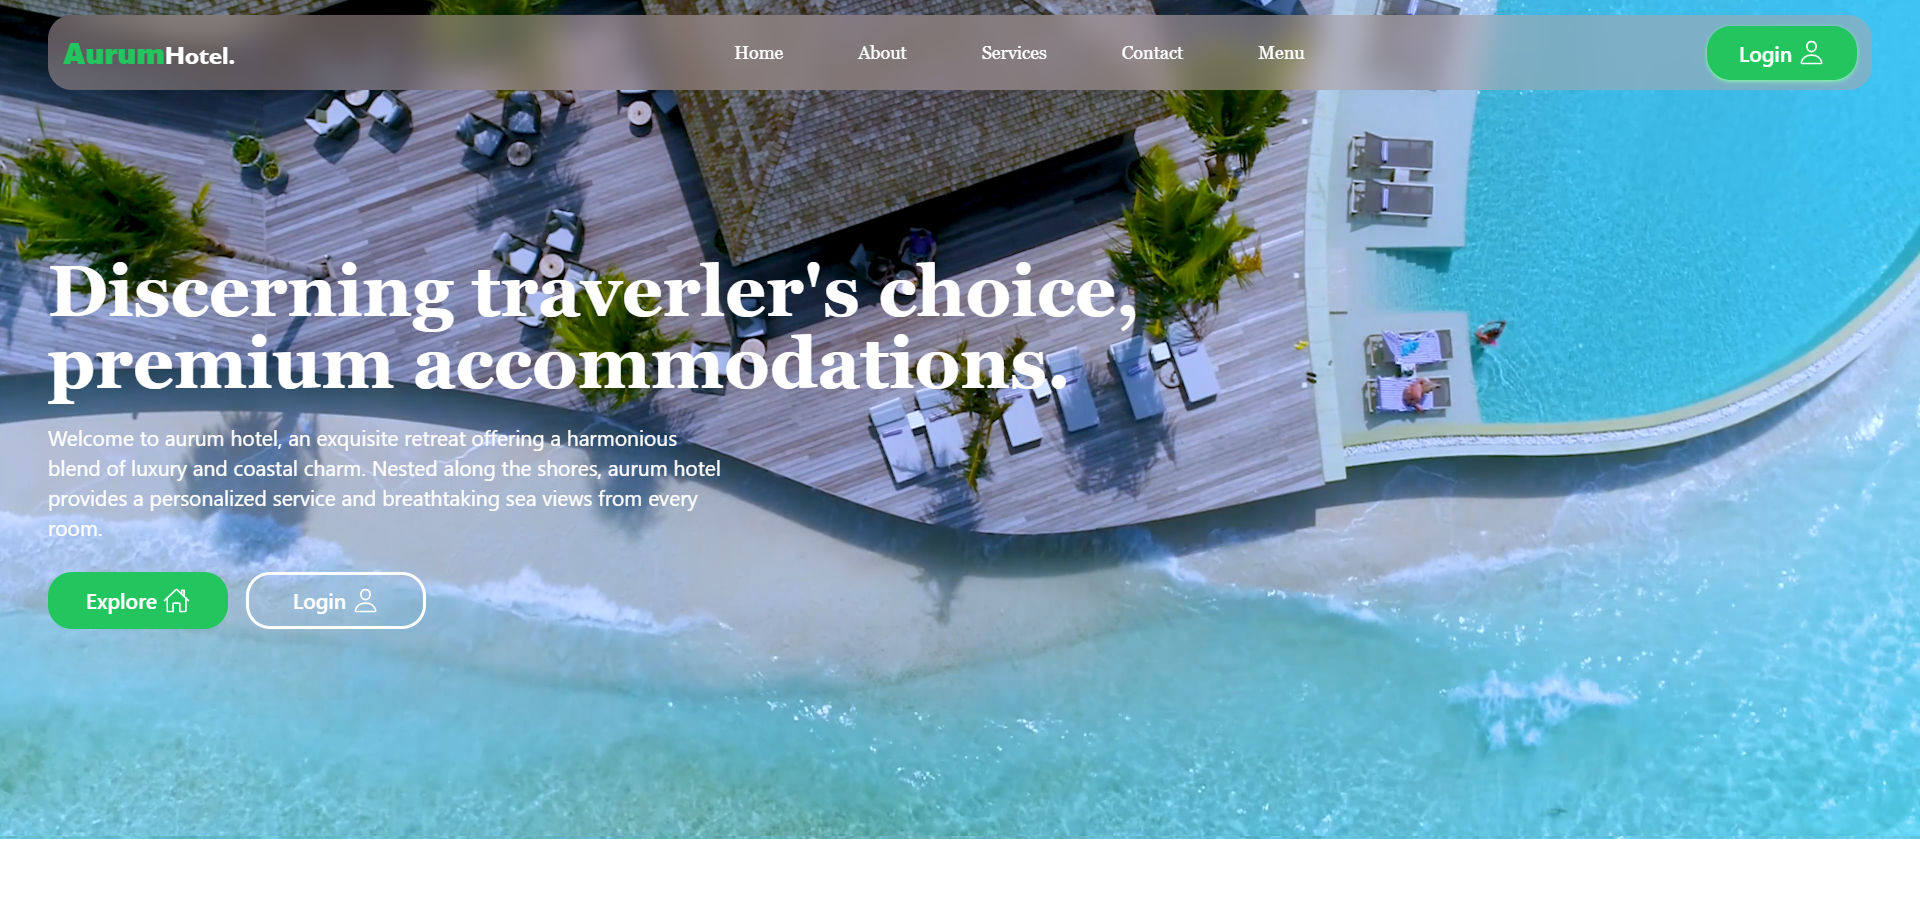 AurumHotel.
Home About Services Contact Menu
Login
Discerning traverler's choice,
premium accommodations.
Welcome to aurum hotel, an exquisite retreat offering a harmonious
blend of luxury and coastal charm. Nested along the shores, aurum hotel
provides a personalized service and breathtaking sea views from every
room.
Explore
Login